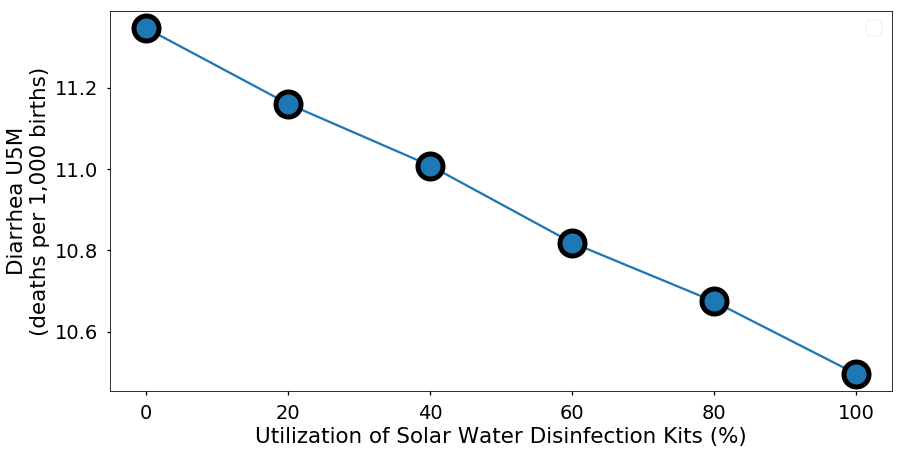 Diarrhea U5M
(deaths per 1,000 births)
11.2
11.0
10.8
10.6
0 20 40 60 80 100
Utilization of Solar Water Disinfection Kits (%)